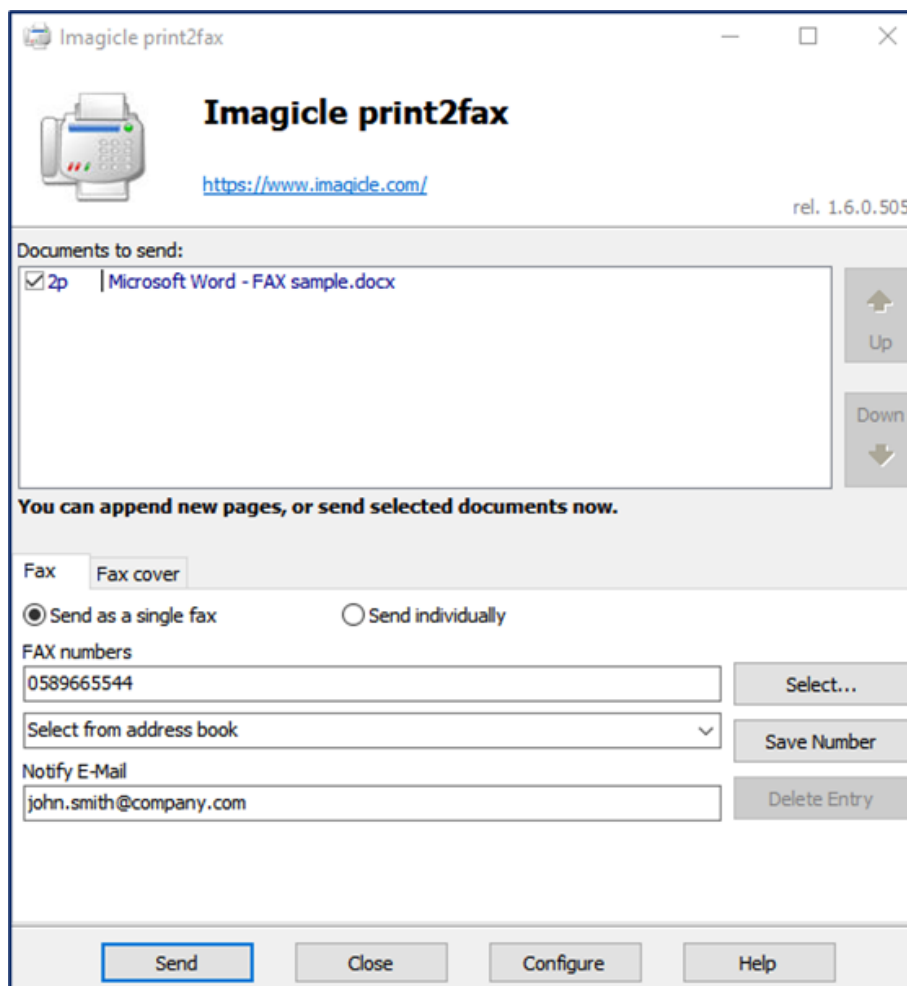 Imagicle print2fax
Imagicle print2fax
https://www.imagicle.com/
rel. 1.6.0.505
Documents to send:
2p Microsoft Word - FAX sample.docx
Up
Down
You can append new pages, or send selected documents now.
Fax Fax cover
Send as a single fax Send individually
FAX numbers
0589665544 Select...
Select from address book Save Number
Notify E-Mail
john.smith@company.com Delete Entry
Send Close Configure Help